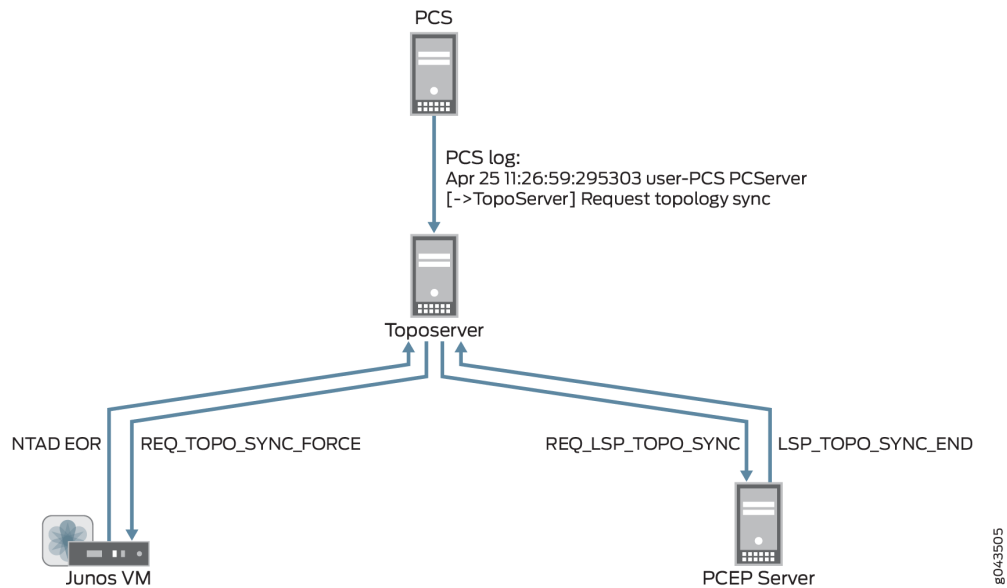 PCS
PCS log:
Apr 25 11:26:59:295303 user-PCS PCServer
[->TopoServer] Request topology sync
Toposerver
NTAD EOR
REQ_TOPO_SYNC_FORCE
REQ_LSP_TOPO_SYNC
LSP_TOPO_SYNC_END
Junos VM
PCEP Server
g043505